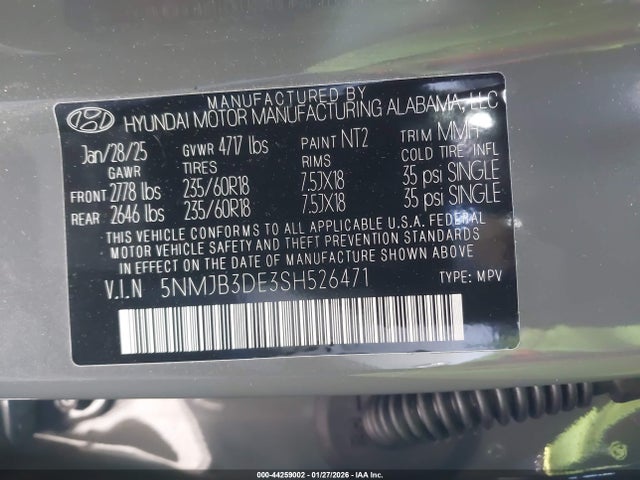 MANUFACTURED BY
HYUNDAI MOTOR MANUFACTURING ALABAMA, LLC
Jan/28/25 GVWR 4717 lbs PAINT NT2 TRIM MMH
GAWR TIRES RIMS COLD TIRE INFL
FRONT 2778 lbs 235/60R18 7.5JX18 35 psi SINGLE
REAR 2646 lbs 235/60R18 7.5JX18 35 psi SINGLE
THIS VEHICLE CONFORMS TO ALL APPLICABLE U.S.A. FEDERAL
MOTOR VEHICLE SAFETY AND THEFT PREVENTION STANDARDS
IN EFFECT ON THE DATE OF MANUFACTURE SHOWN ABOVE.
V.I.N 5NMJB3DE3SH526471 TYPE: MPV
000-44259002 - 01/27/2026 - IAA Inc.